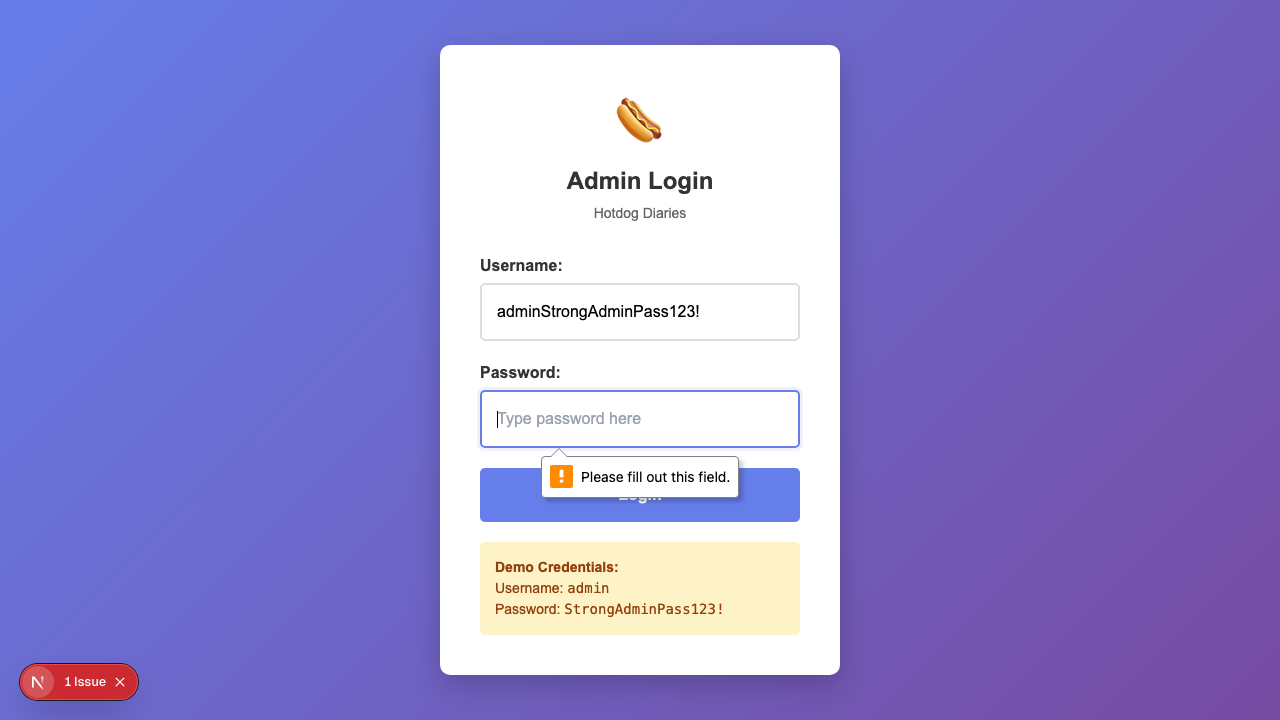 Admin Login
Hotdog Diaries
Username:
adminStrongAdminPass123!
Password:
Type password here
! Please fill out this field.
Login
Demo Credentials:
Username: admin
Password: StrongAdminPass123!
N 1 Issue